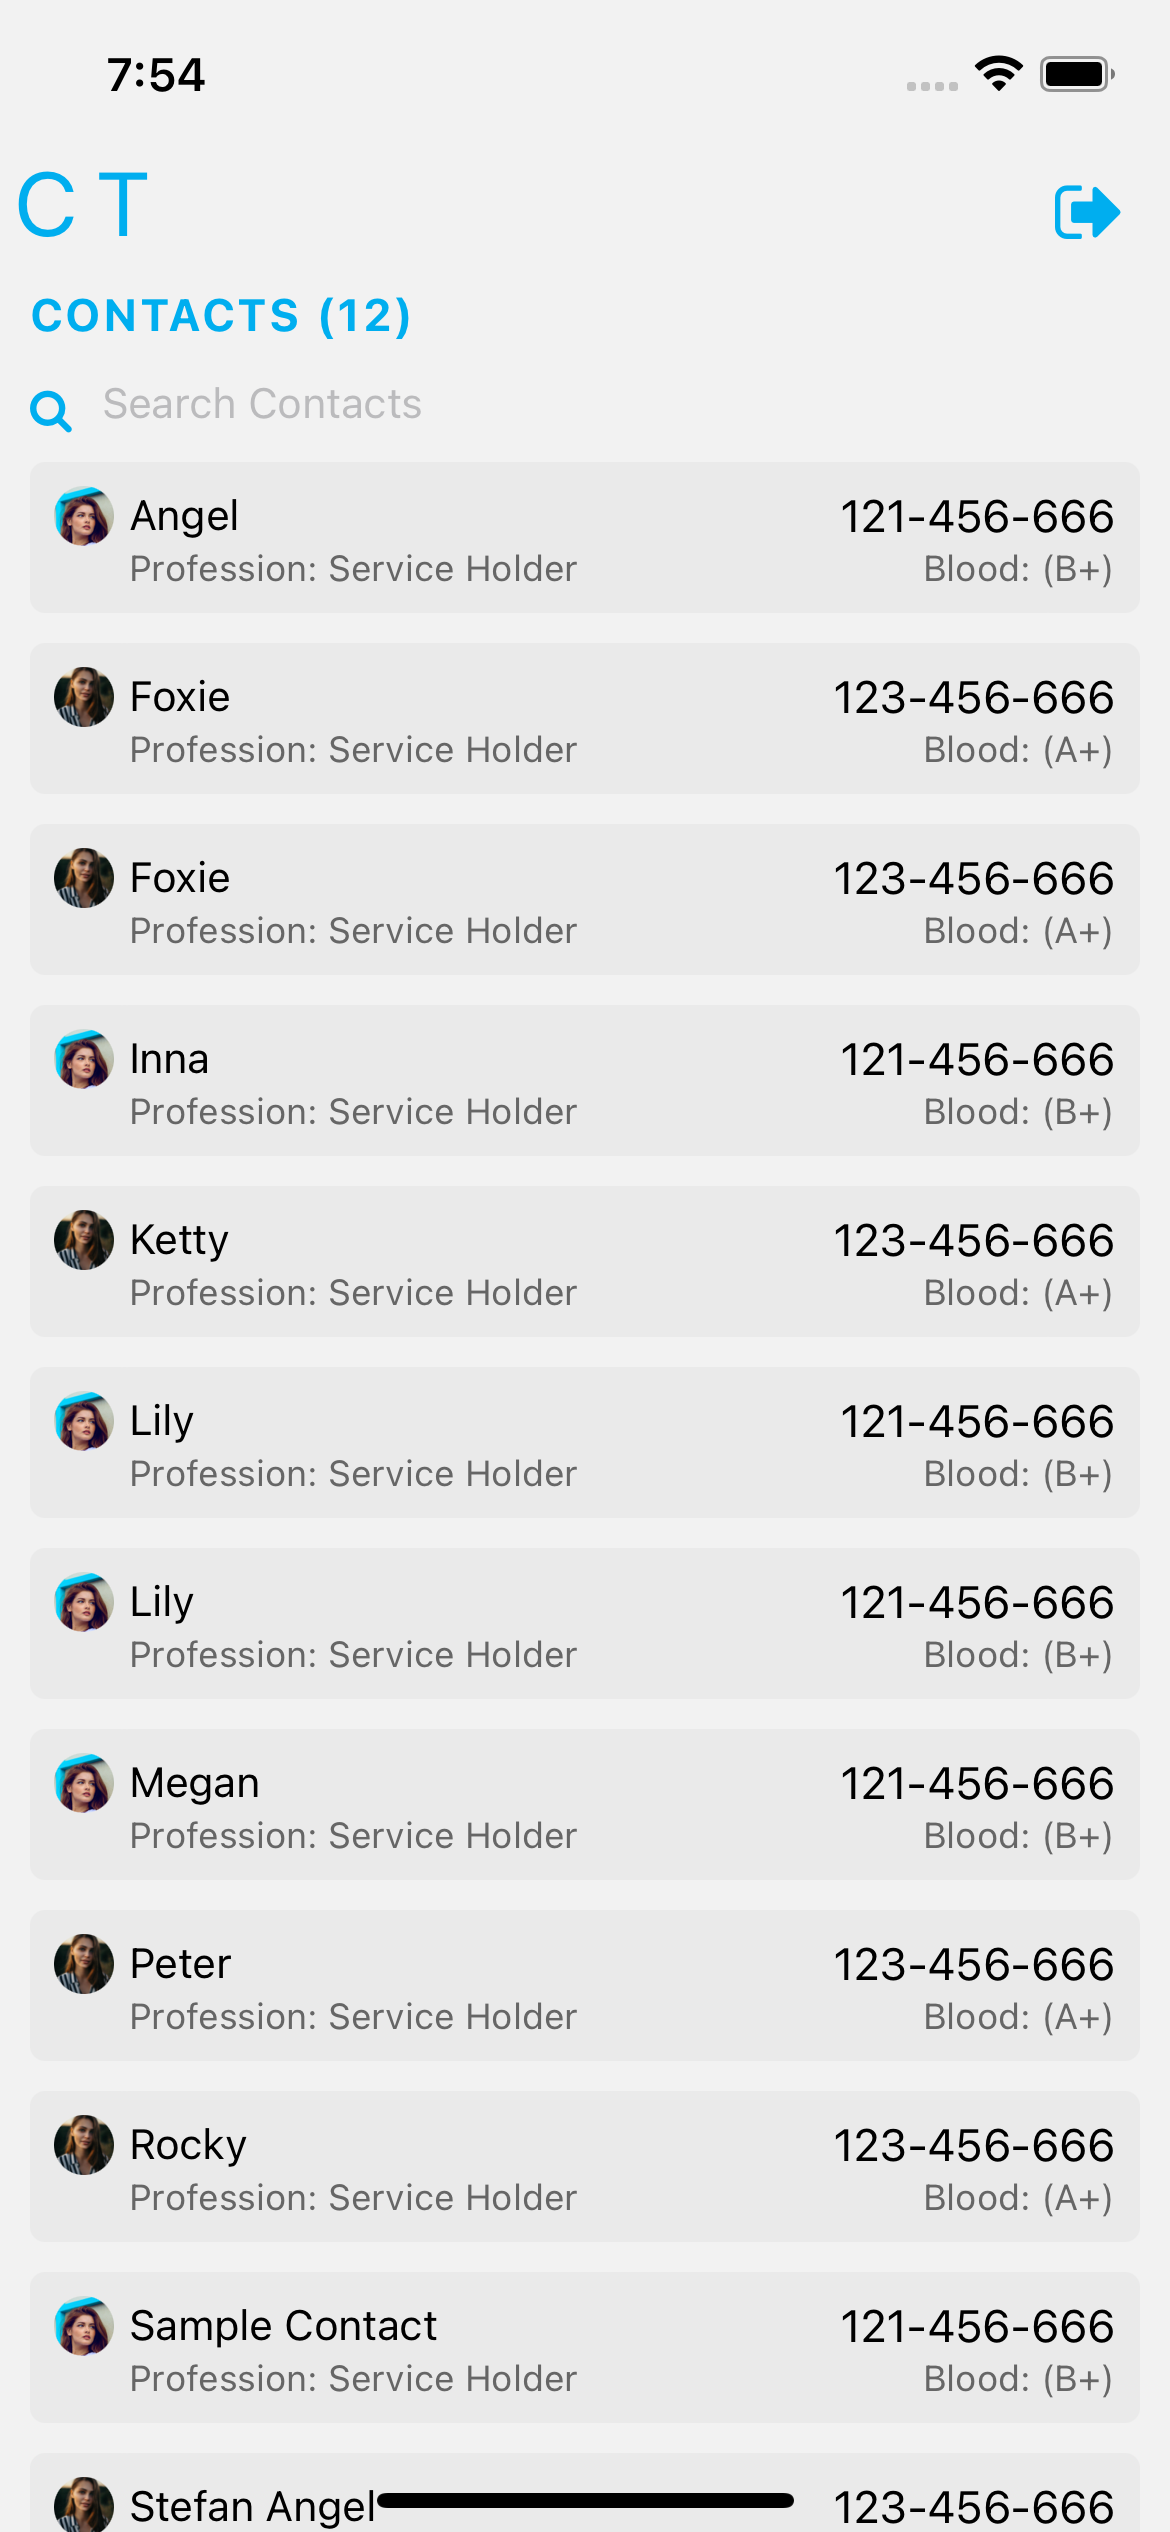 7:54
C T
CONTACTS (12)
Search Contacts
Angel 121-456-666
Profession: Service Holder Blood: (B+)
Foxie 123-456-666
Profession: Service Holder Blood: (A+)
Foxie 123-456-666
Profession: Service Holder Blood: (A+)
Inna 121-456-666
Profession: Service Holder Blood: (B+)
Ketty 123-456-666
Profession: Service Holder Blood: (A+)
Lily 121-456-666
Profession: Service Holder Blood: (B+)
Lily 121-456-666
Profession: Service Holder Blood: (B+)
Megan 121-456-666
Profession: Service Holder Blood: (B+)
Peter 123-456-666
Profession: Service Holder Blood: (A+)
Rocky 123-456-666
Profession: Service Holder Blood: (A+)
Sample Contact 121-456-666
Profession: Service Holder Blood: (B+)
Stefan Angel 123-456-666